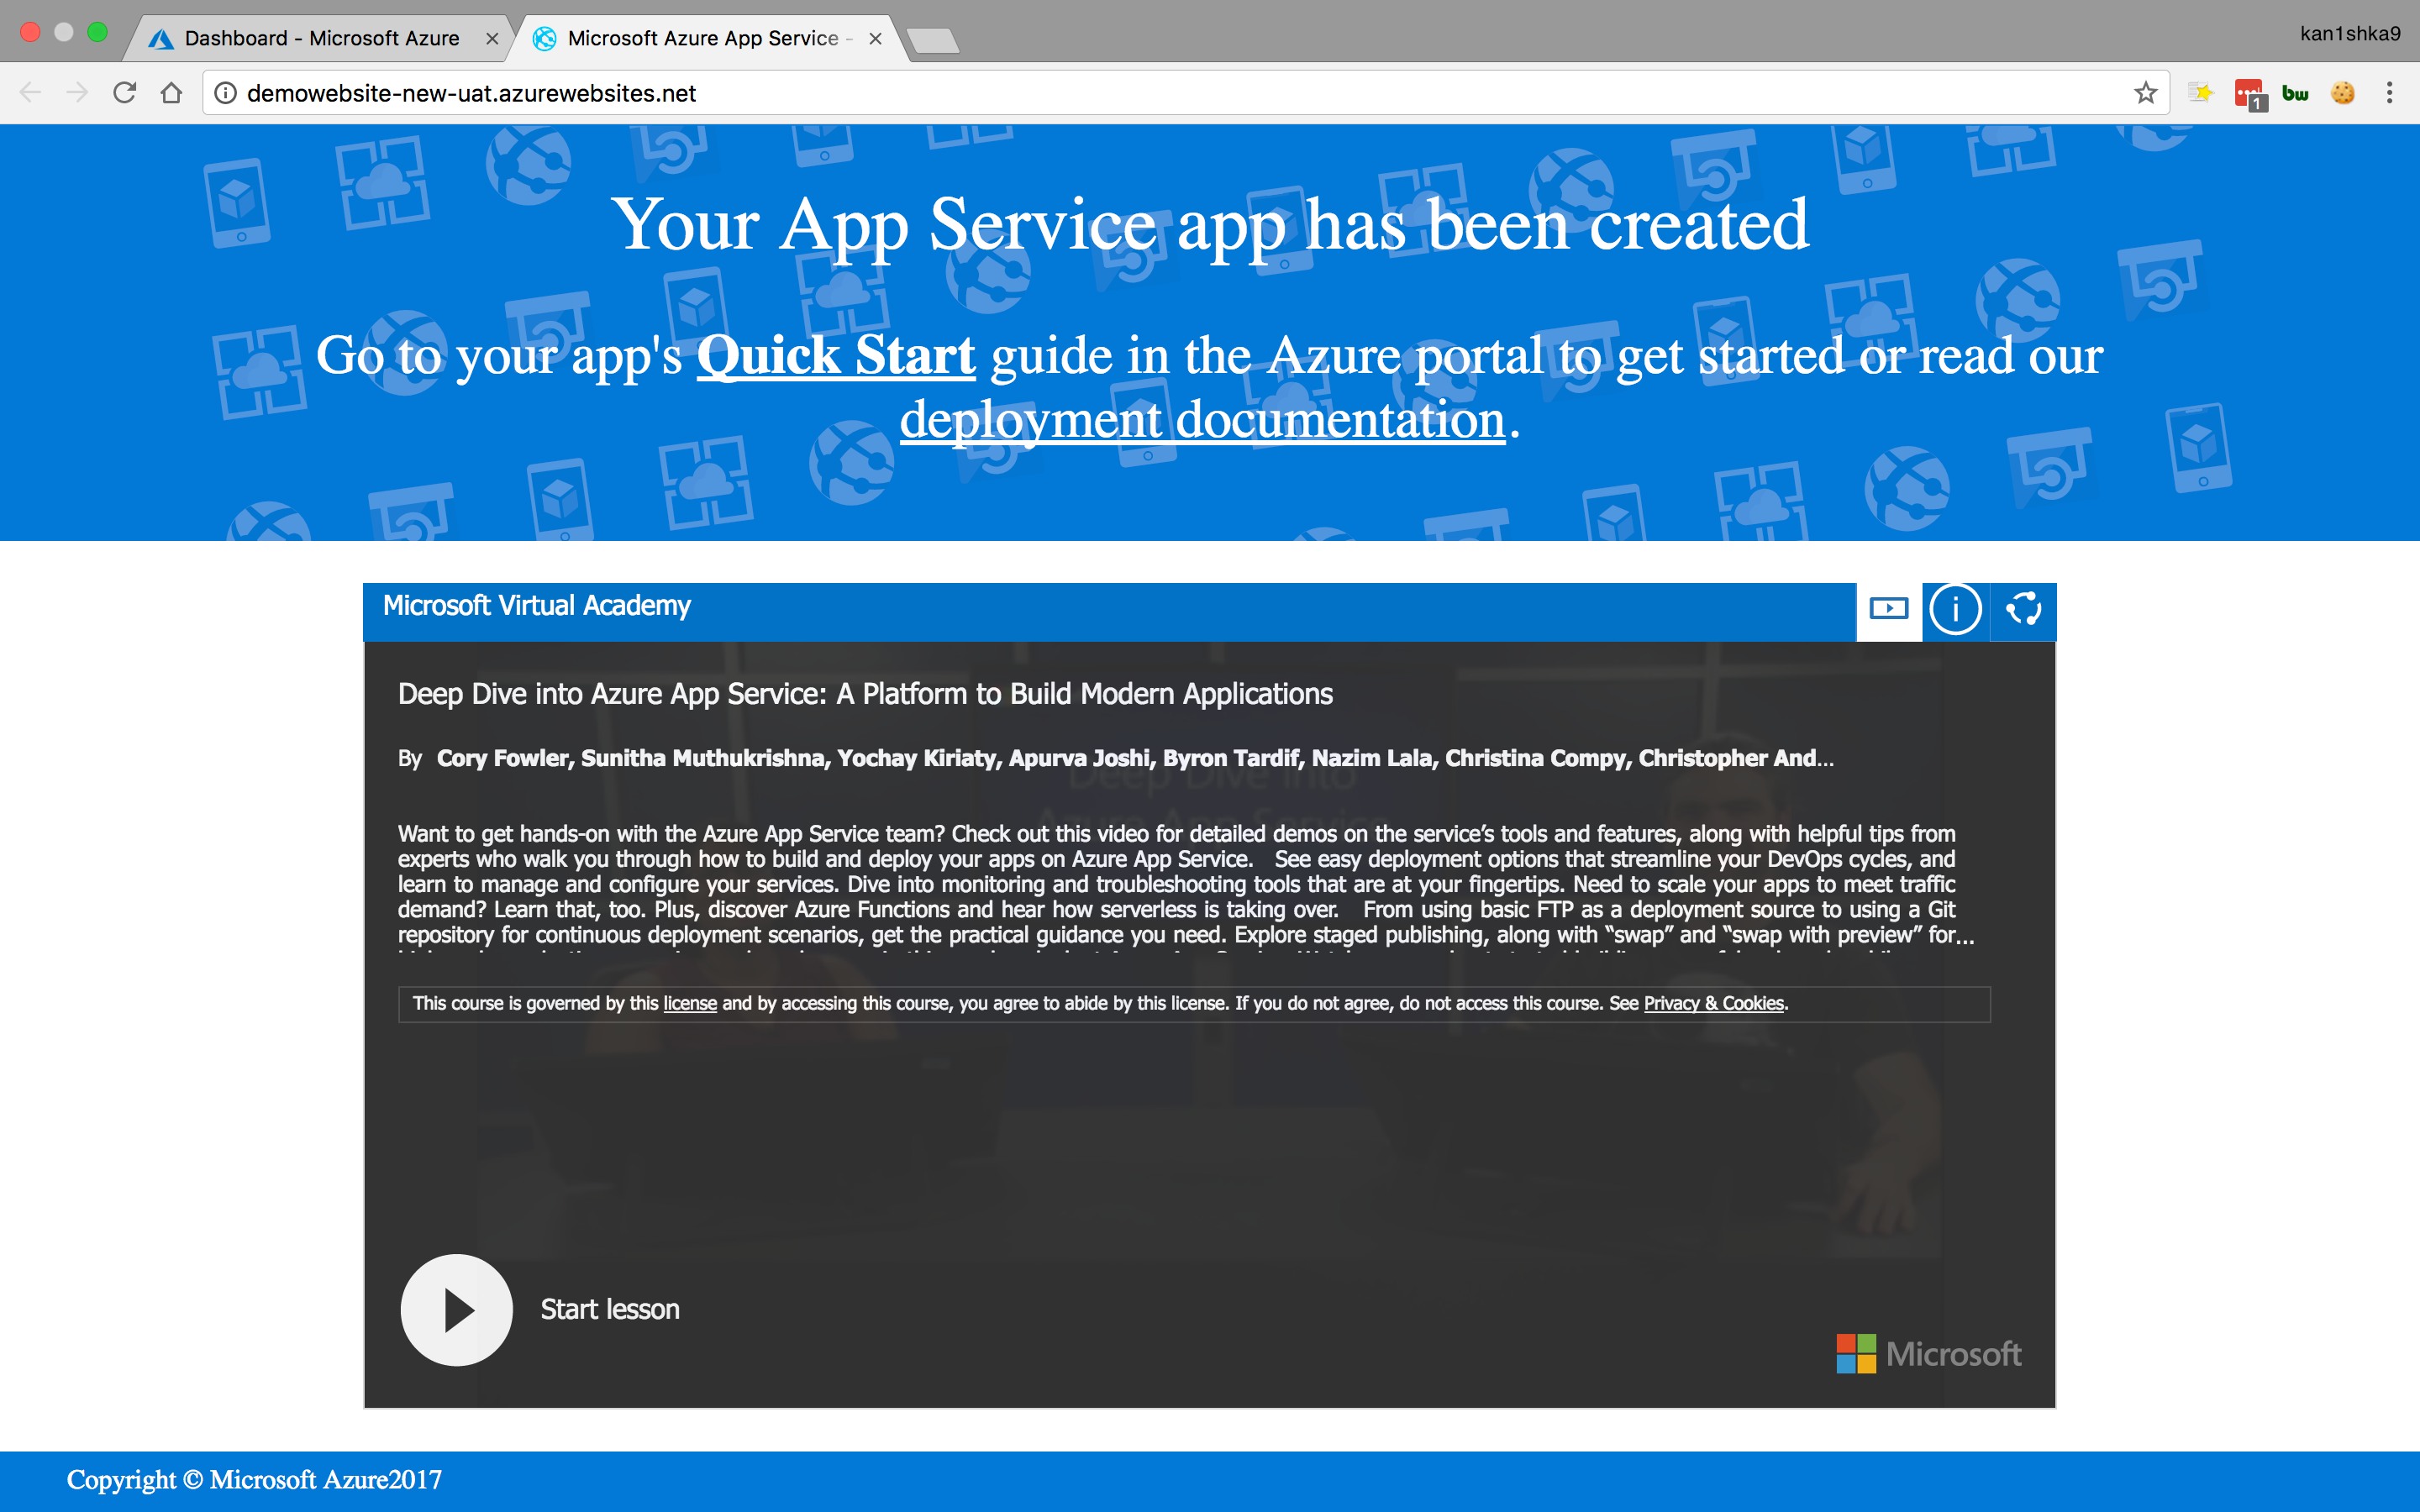 Dashboard - Microsoft Azure
Microsoft Azure App Service -
kan1shka9
demowebsite-new-uat.azurewebsites.net
1
bw
Your App Service app has been created
Go to your app's Quick Start guide in the Azure portal to get started or read our
deployment documentation.
Microsoft Virtual Academy
Deep Dive into Azure App Service: A Platform to Build Modern Applications
By Cory Fowler, Sunitha Muthukrishna, Yochay Kiriaty, Apurva Joshi, Byron Tardif, Nazim Lala, Christina Compy, Christopher And...
Deep Dive into
Azure App Service
Want to get hands-on with the Azure App Service team? Check out this video for detailed demos on the service’s tools and features, along with helpful tips from
experts who walk you through how to build and deploy your apps on Azure App Service. See easy deployment options that streamline your DevOps cycles, and
learn to manage and configure your services. Dive into monitoring and troubleshooting tools that are at your fingertips. Need to scale your apps to meet traffic
demand? Learn that, too. Plus, discover Azure Functions and hear how serverless is taking over. From using basic FTP as a deployment source to using a Git
repository for continuous deployment scenarios, get the practical guidance you need. Explore staged publishing, along with “swap” and “swap with preview” for...
This course is governed by this license and by accessing this course, you agree to abide by this license. If you do not agree, do not access this course. See Privacy & Cookies.
Start lesson
Microsoft
Copyright © Microsoft Azure2017